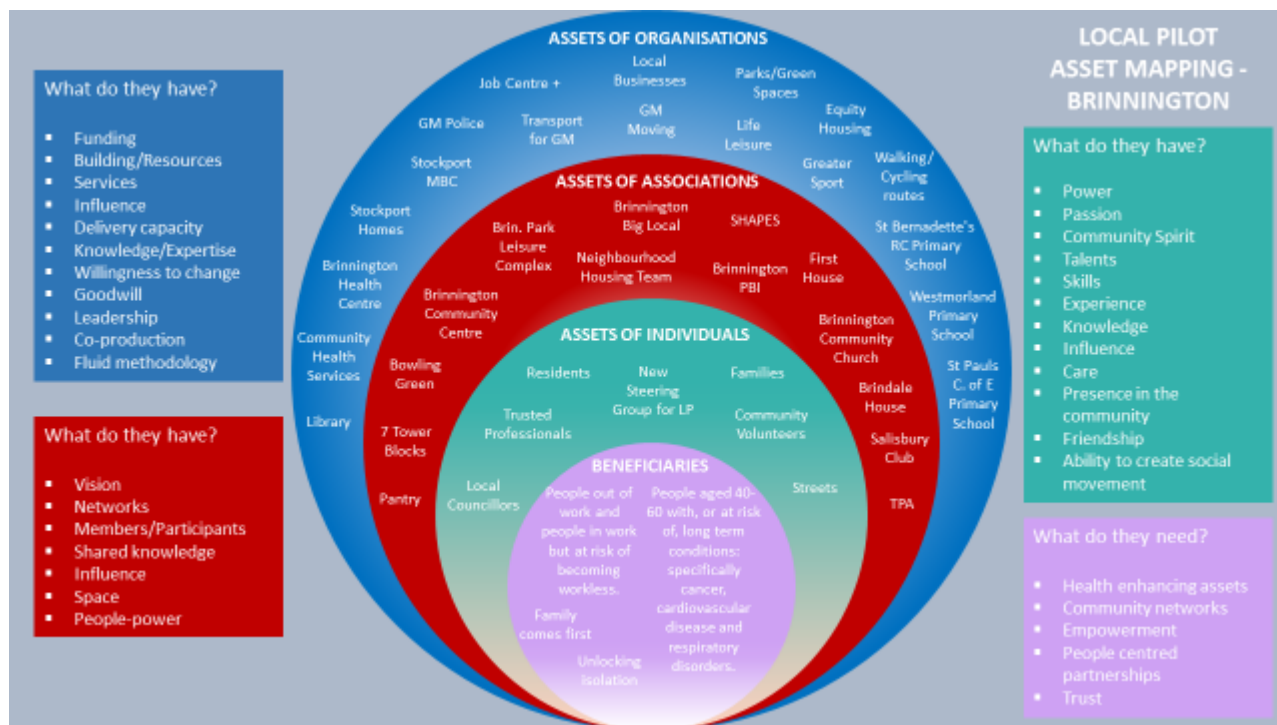 LOCAL PILOT
ASSET MAPPING -
BRINNINGTON
What do they have?
▪ Funding
▪ Building/Resources
▪ Services
▪ Influence
▪ Delivery capacity
▪ Knowledge/Expertise
▪ Willingness to change
▪ Goodwill
▪ Leadership
▪ Co-production
▪ Fluid methodology
What do they have?
▪ Vision
▪ Networks
▪ Members/Participants
▪ Shared knowledge
▪ Influence
▪ Space
▪ People-power
ASSETS OF ORGANISATIONS
Library
Community
Health
Services
Brinnington
Health
Centre
Stockport
Homes
Stockport
MBC
GM Police
Job Centre +
Transport
for GM
Local
Businesses
GM
Moving
Parks/Green
Spaces
Life
Leisure
Equity
Housing
Greater
Sport
Walking/
Cycling
routes
St Bernadette's
RC Primary
School
Westmorland
Primary
School
St Pauls
C. of E
Primary
School
ASSETS OF ASSOCIATIONS
Pantry
7 Tower
Blocks
Bowling
Green
Brinnington
Community
Centre
Brin. Park
Leisure
Complex
Brinnington
Big Local
Neighbourhood
Housing Team
SHAPES
Brinnington
PBI
First
House
Brinnington
Community
Church
Brindale
House
Salisbury
Club
TPA
ASSETS OF INDIVIDUALS
Local
Councillors
Trusted
Professionals
Residents
New
Steering
Group for LP
Families
Community
Volunteers
Streets
BENEFICIARIES
People out of
work and
people in work
but at risk of
becoming
workless.
People aged 40-
60 with, or at risk
of, long term
conditions:
specifically
cancer,
cardiovascular
disease and
respiratory
disorders.
Family
comes first
Unlocking
isolation
What do they have?
▪ Power
▪ Passion
▪ Community Spirit
▪ Talents
▪ Skills
▪ Experience
▪ Knowledge
▪ Influence
▪ Care
▪ Presence in the
community
▪ Friendship
▪ Ability to create social
movement
What do they need?
▪ Health enhancing assets
▪ Community networks
▪ Empowerment
▪ People centred
partnerships
▪ Trust